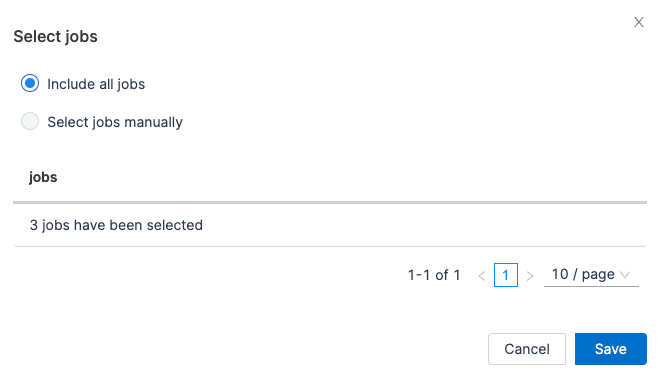 Select jobs
Include all jobs
Select jobs manually
jobs
3 jobs have been selected
1-1 of 1 < 1 > 10 / page
Cancel Save